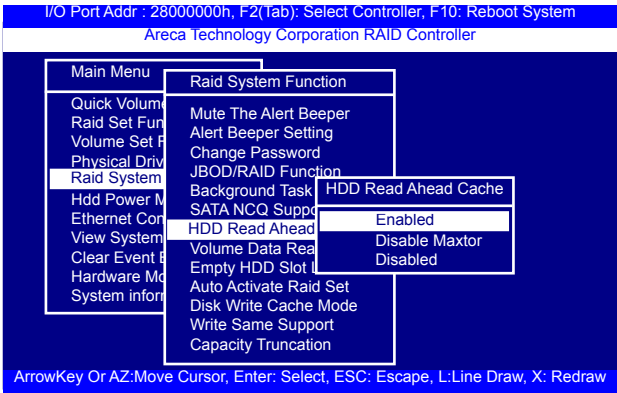 I/O Port Addr : 28000000h, F2(Tab): Select Controller, F10: Reboot System
Areca Technology Corporation RAID Controller
Main Menu
Quick Volume
Raid Set Fun
Volume Set F
Physical Driv
Raid System
Hdd Power M
Ethernet Con
View System
Clear Event
Hardware Mo
System inform
Raid System Function
Mute The Alert Beeper
Alert Beeper Setting
Change Password
JBOD/RAID Function
Background Task
SATA NCQ Suppo
HDD Read Ahead
Volume Data Rea
Empty HDD Slot
Auto Activate Raid Set
Disk Write Cache Mode
Write Same Support
Capacity Truncation
HDD Read Ahead Cache
Enabled
Disable Maxtor
Disabled
ArrowKey Or AZ:Move Cursor, Enter: Select, ESC: Escape, L:Line Draw, X: Redraw